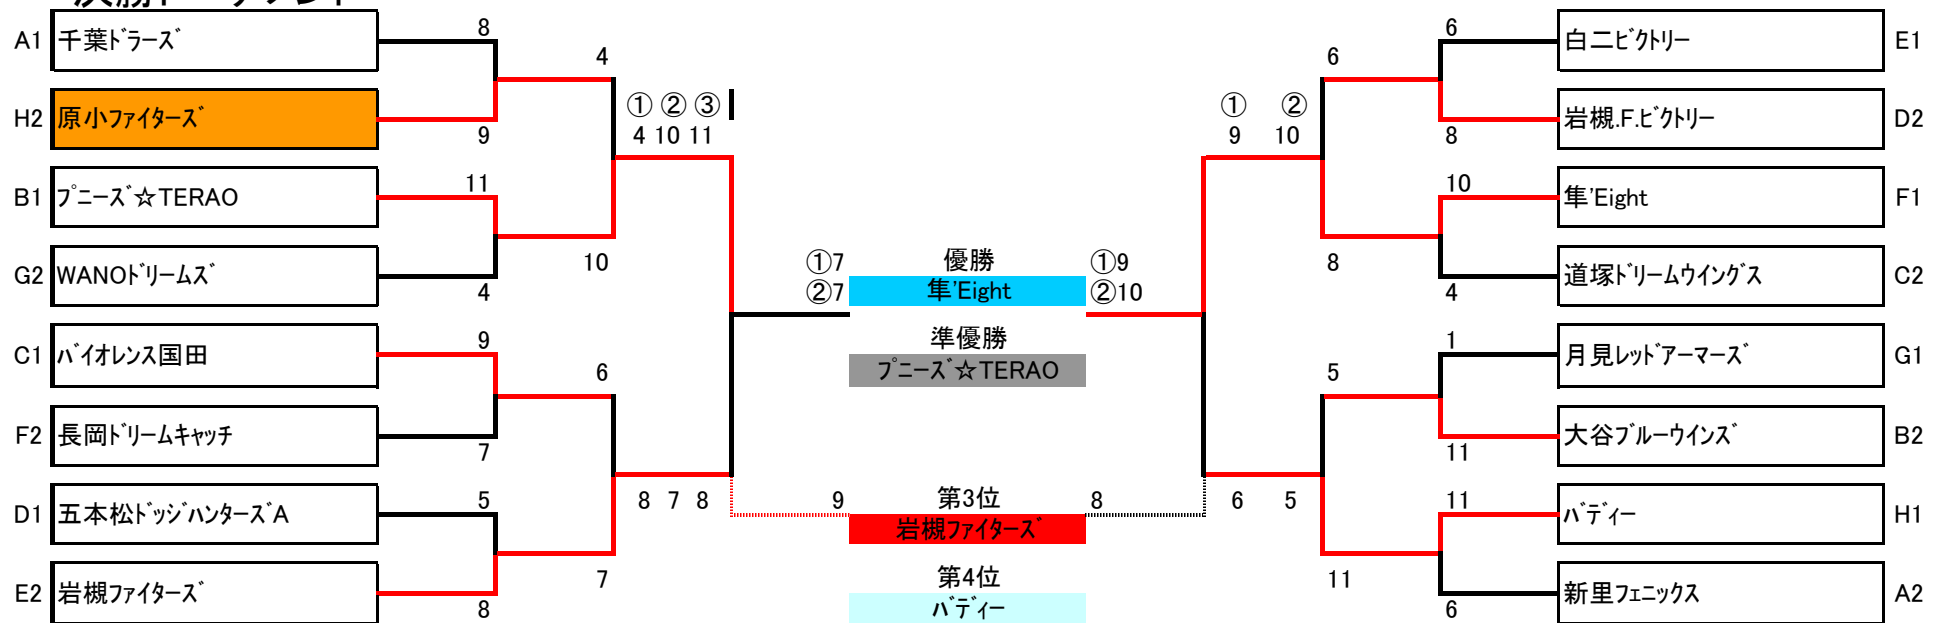 決勝トーナメント
A1 千葉ﾄﾞﾗｰｽﾞ 8
H2 原小ﾌｧｲﾀｰｽﾞ 9
4
B1 ﾌﾟﾆｰｽﾞ☆TERAO 11
G2 WANOﾄﾞﾘｰﾑｽﾞ 4
10
C1 ﾊﾞｲｵﾚﾝｽ国田 9
F2 長岡ﾄﾞﾘｰﾑｷｬｯﾁ 7
6
D1 五本松ﾄﾞｯｼﾞﾊﾝﾀｰｽﾞA 5
E2 岩槻ﾌｧｲﾀｰｽﾞ 8
7
① ② ③
4 10 11
8 7 8
①7
②7
優勝
隼'Eight
準優勝
ﾌﾟﾆｰｽﾞ☆TERAO
①9
②10
9 第3位 8
岩槻ﾌｧｲﾀｰｽﾞ
第4位
ﾊﾞﾃﾞｨｰ
① ②
9 10
6 5
6 白二ﾋﾞｸﾄﾘｰ E1
8 岩槻.F.ﾋﾞｸﾄﾘｰ D2
6
10 隼'Eight F1
4 道塚ﾄﾞﾘｰﾑｳｲﾝｸﾞｽ C2
8
1 月見ﾚｯﾄﾞｱｰﾏｰｽﾞ G1
11 大谷ﾌﾞﾙｰｳｲﾝｽﾞ B2
5
11 ﾊﾞﾃﾞｨｰ H1
6 新里ﾌｪﾆｯｸｽ A2
11